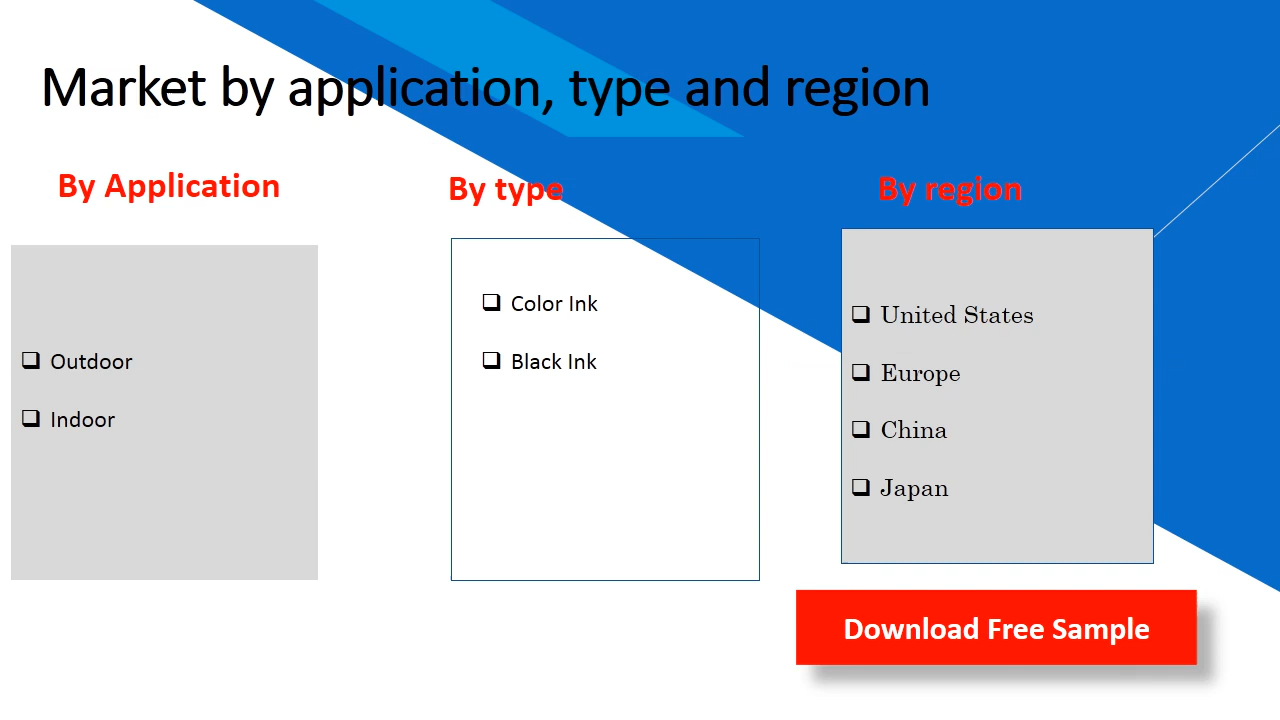 Market by application, type and region
By Application
Outdoor
Indoor
By type
Color Ink
Black Ink
By region
United States
Europe
China
Japan
Download Free Sample